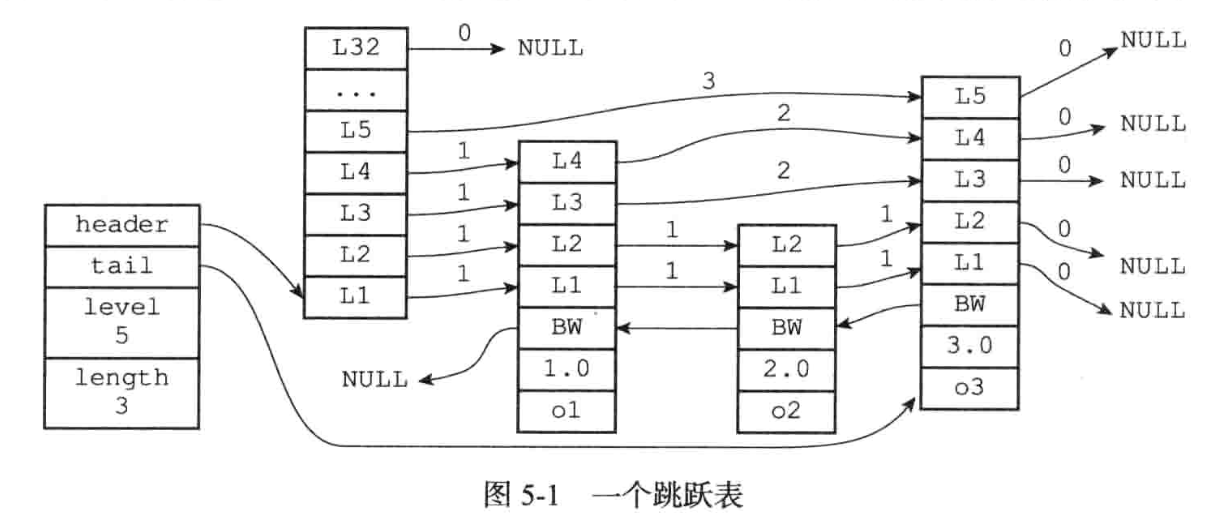 header
tail
level
5
length
3
L32
...
L5
L4
L3
L2
L1
0
NULL
3
1
1
1
1
L4
L3
L2
L1
BW
1.0
o1
NULL
2
2
1
1
L2
L1
BW
2.0
o2
1
1
L5
L4
L3
L2
L1
BW
3.0
o3
0
NULL
0
NULL
0
NULL
0
NULL
0
NULL
图 5-1 一个跳跃表